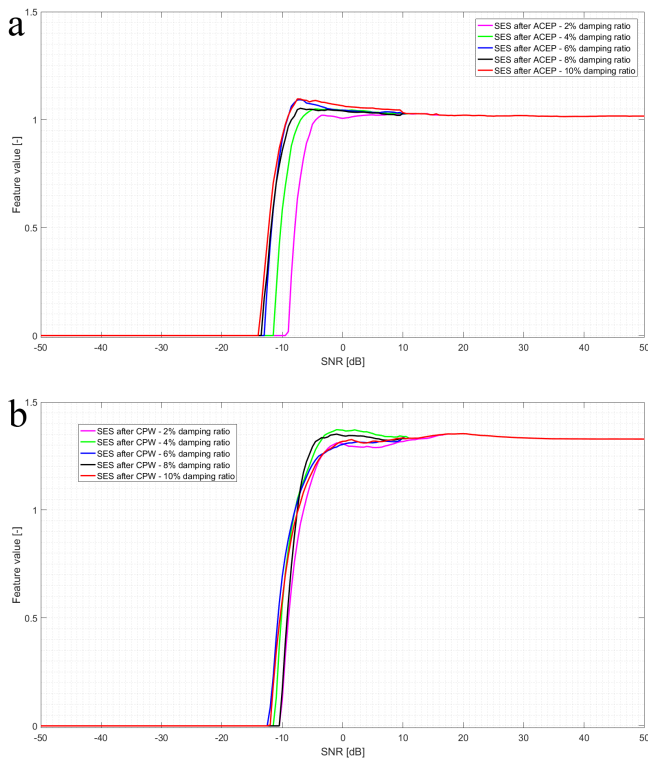 a
1.5
1
0.5
0
Feature value [-]
SES after ACEP - 2% damping ratio
SES after ACEP - 4% damping ratio
SES after ACEP - 6% damping ratio
SES after ACEP - 8% damping ratio
SES after ACEP - 10% damping ratio
-50 -40 -30 -20 -10 0 10 20 30 40 50
SNR [dB]
b
1.5
1
0.5
0
Feature value [-]
SES after CPW - 2% damping ratio
SES after CPW - 4% damping ratio
SES after CPW - 6% damping ratio
SES after CPW - 8% damping ratio
SES after CPW - 10% damping ratio
-50 -40 -30 -20 -10 0 10 20 30 40 50
SNR [dB]